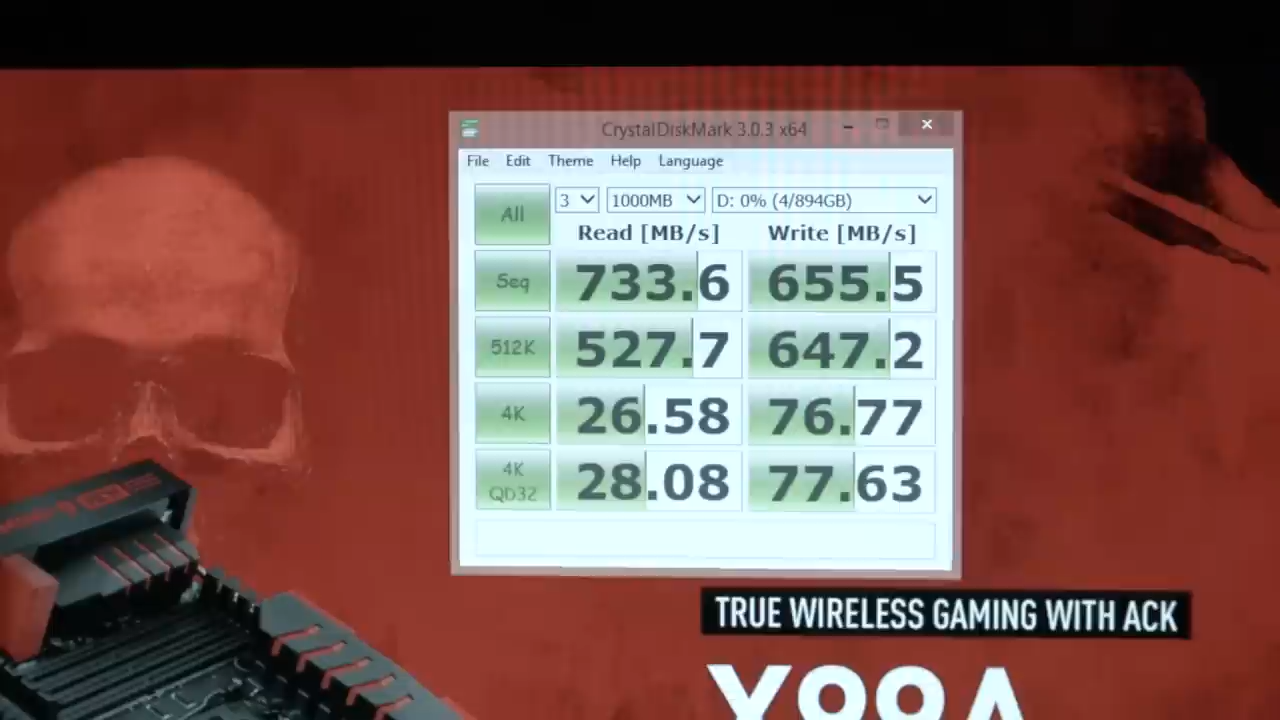 CrystalDiskMark 3.0.3 x64
File Edit Theme Help Language
All 3 1000MB D: 0% (4/894GB)
Read [MB/s] Write [MB/s]
Seq 733.6 655.5
512K 527.7 647.2
4K 26.58 76.77
4K QD32 28.08 77.63
TRUE WIRELESS GAMING WITH ACK
X99A